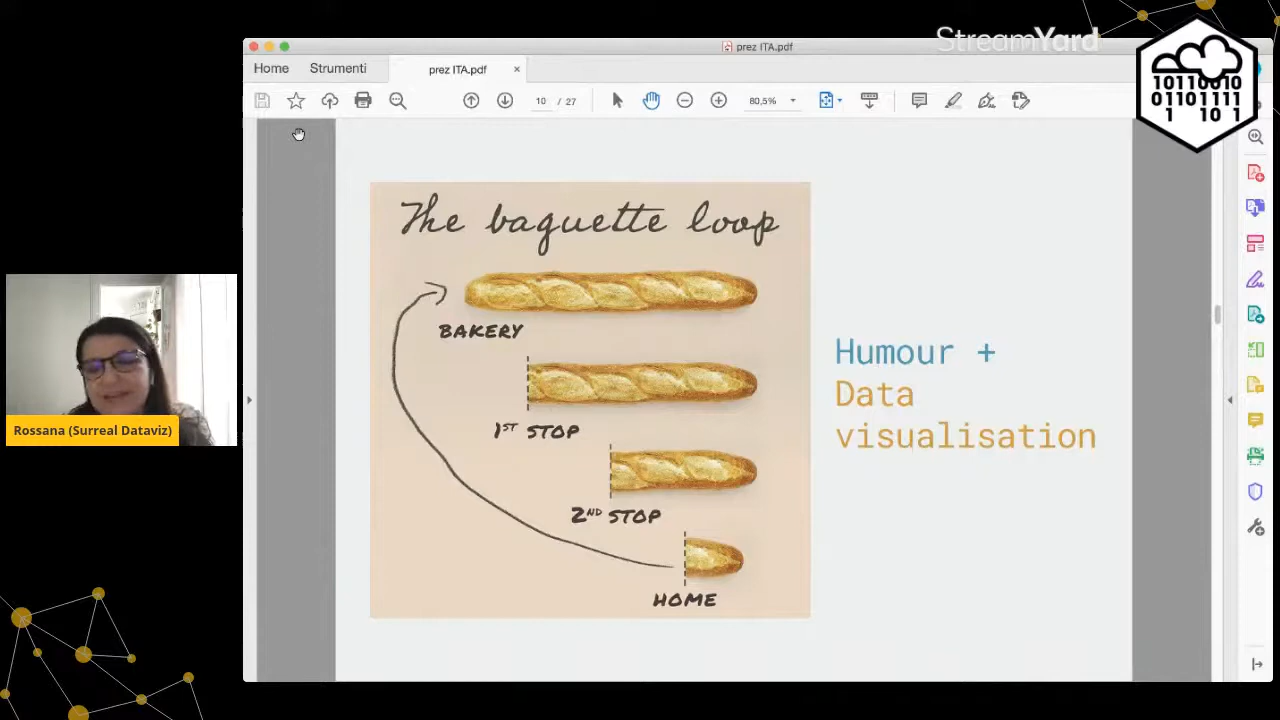 StreamYard
prez ITA.pdf
Home Strumenti prez ITA.pdf ×
10 / 27 80,5%
10110010
01101111
1 10 1
The baguette loop
BAKERY
1ST STOP
2ND STOP
HOME
Humour +
Data
visualisation
Rossana (Surreal Dataviz)